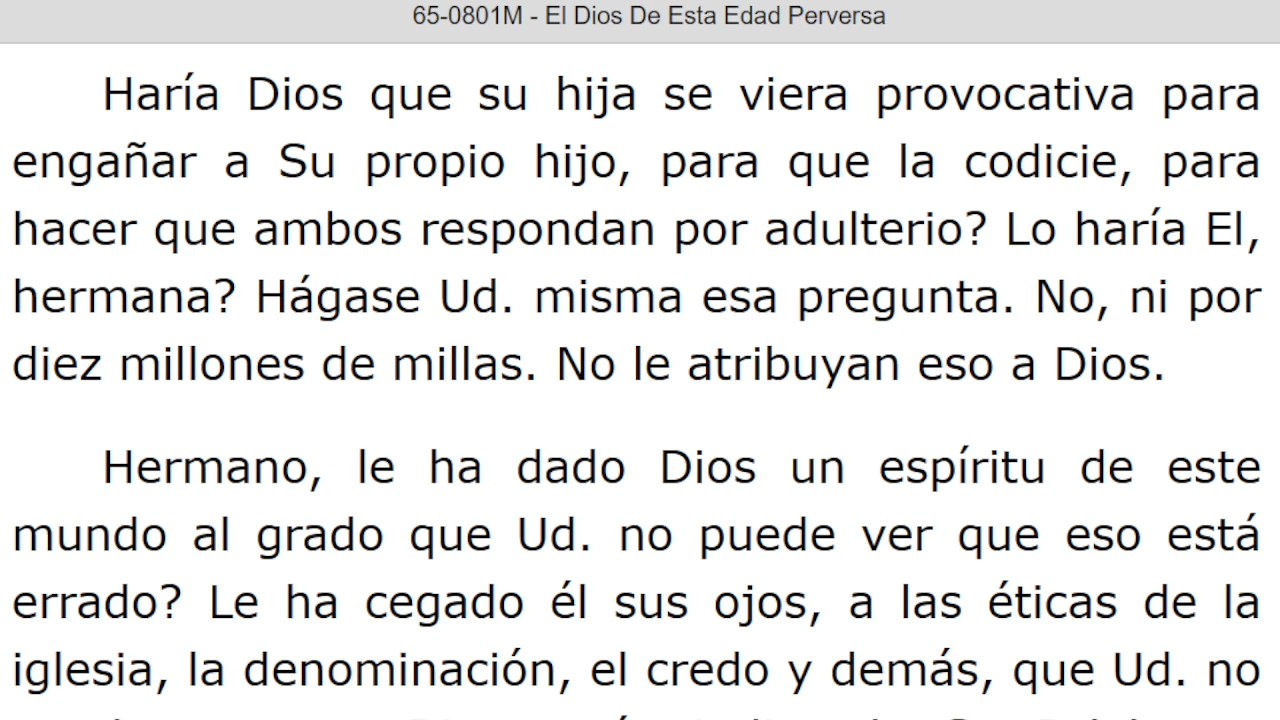 65-0801M - El Dios De Esta Edad Perversa
Haría Dios que su hija se viera provocativa para
engañar a Su propio hijo, para que la codicie, para
hacer que ambos respondan por adulterio? Lo haría El,
hermana? Hágase Ud. misma esa pregunta. No, ni por
diez millones de millas. No le atribuyan eso a Dios.
Hermano, le ha dado Dios un espíritu de este
mundo al grado que Ud. no puede ver que eso está
errado? Le ha cegado él sus ojos, a las éticas de la
iglesia, la denominación, el credo y demás, que Ud. no